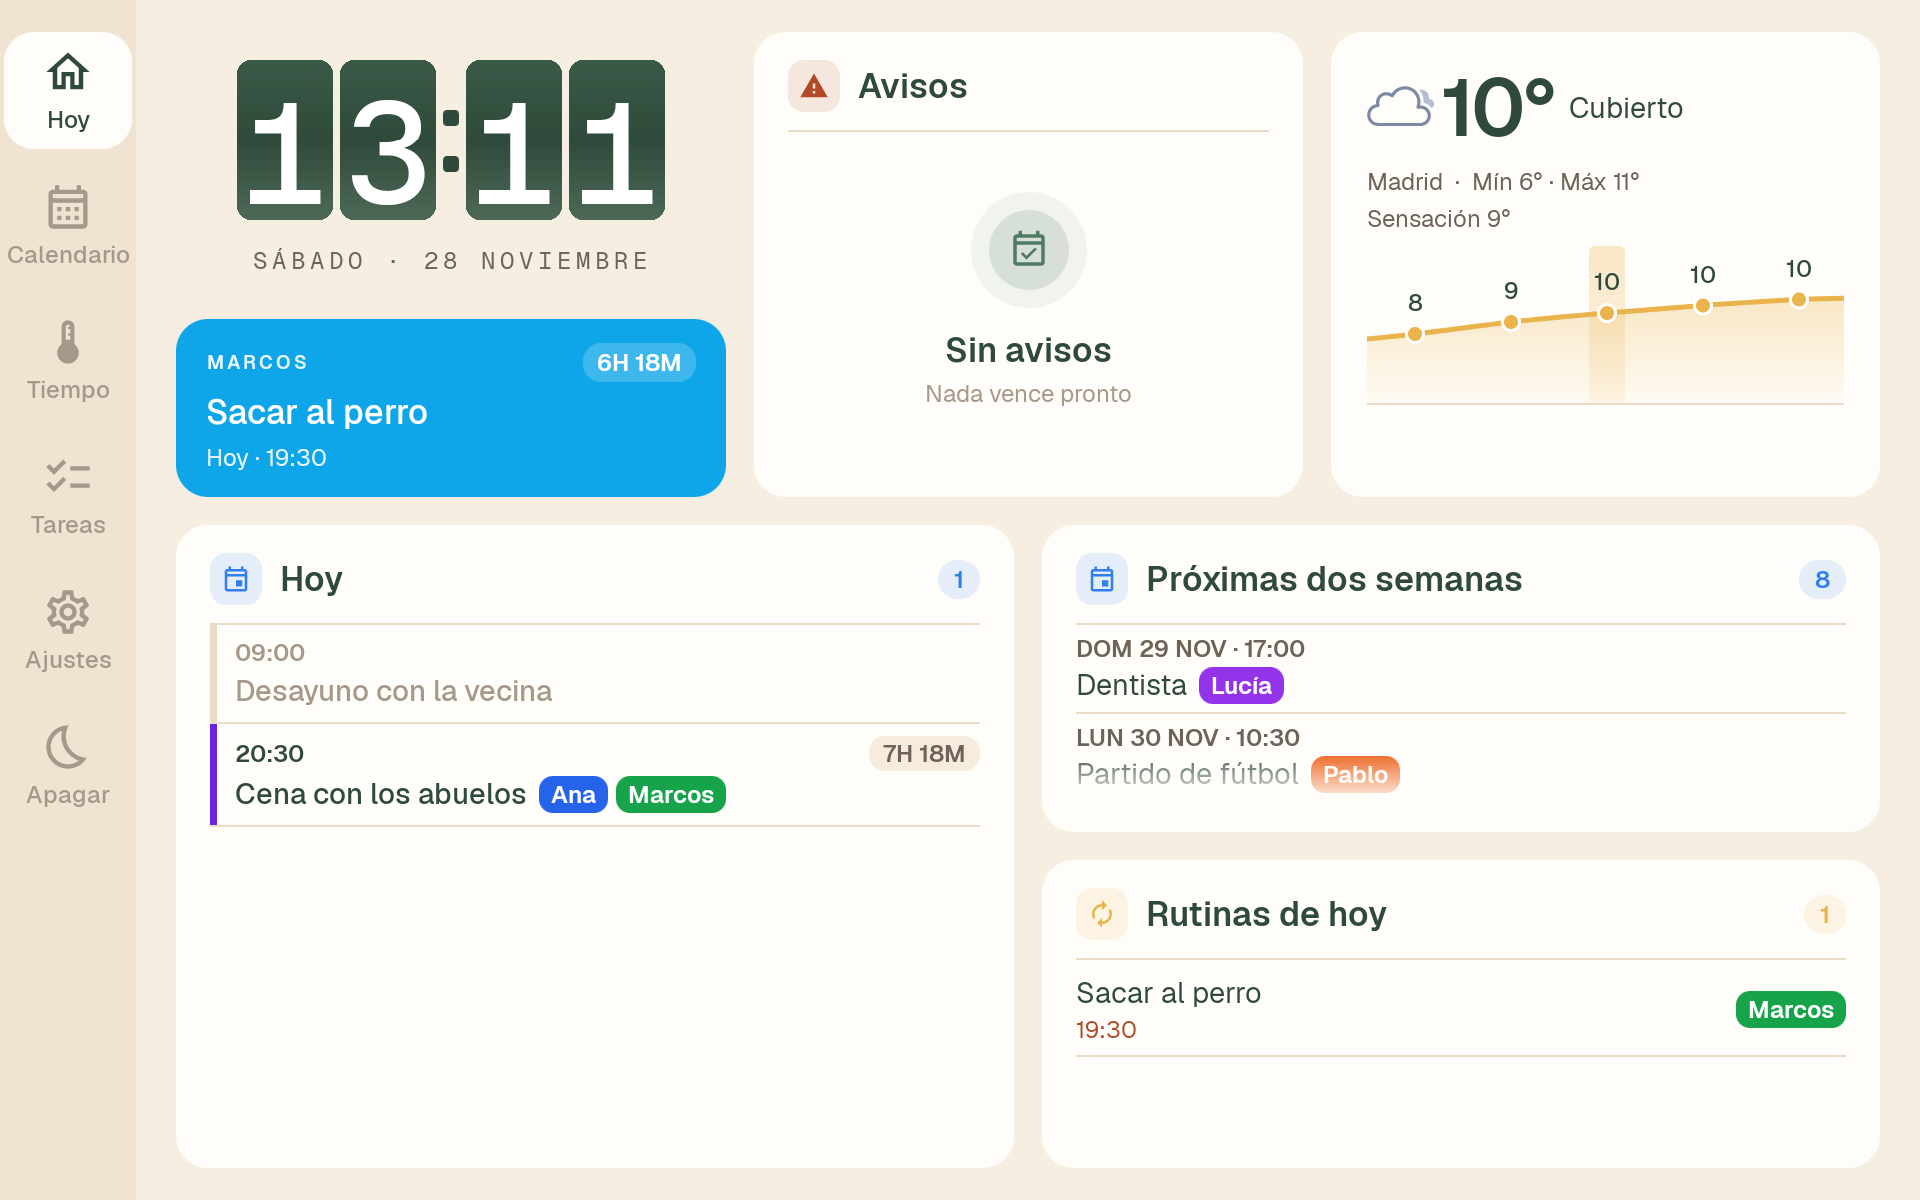 Hoy
Calendario
Tiempo
Tareas
Ajustes
Apagar
13:11
SÁBADO · 28 NOVIEMBRE
MARCOS 6H 18M
Sacar al perro
Hoy · 19:30
Avisos
Sin avisos
Nada vence pronto
10° Cubierto
Madrid · Mín 6° · Máx 11°
Sensación 9°
8 9 10 10 10
Hoy 1
09:00
Desayuno con la vecina
20:30 7H 18M
Cena con los abuelos Ana Marcos
Próximas dos semanas 8
DOM 29 NOV · 17:00
Dentista Lucía
LUN 30 NOV · 10:30
Partido de fútbol Pablo
Rutinas de hoy 1
Sacar al perro
19:30
Marcos